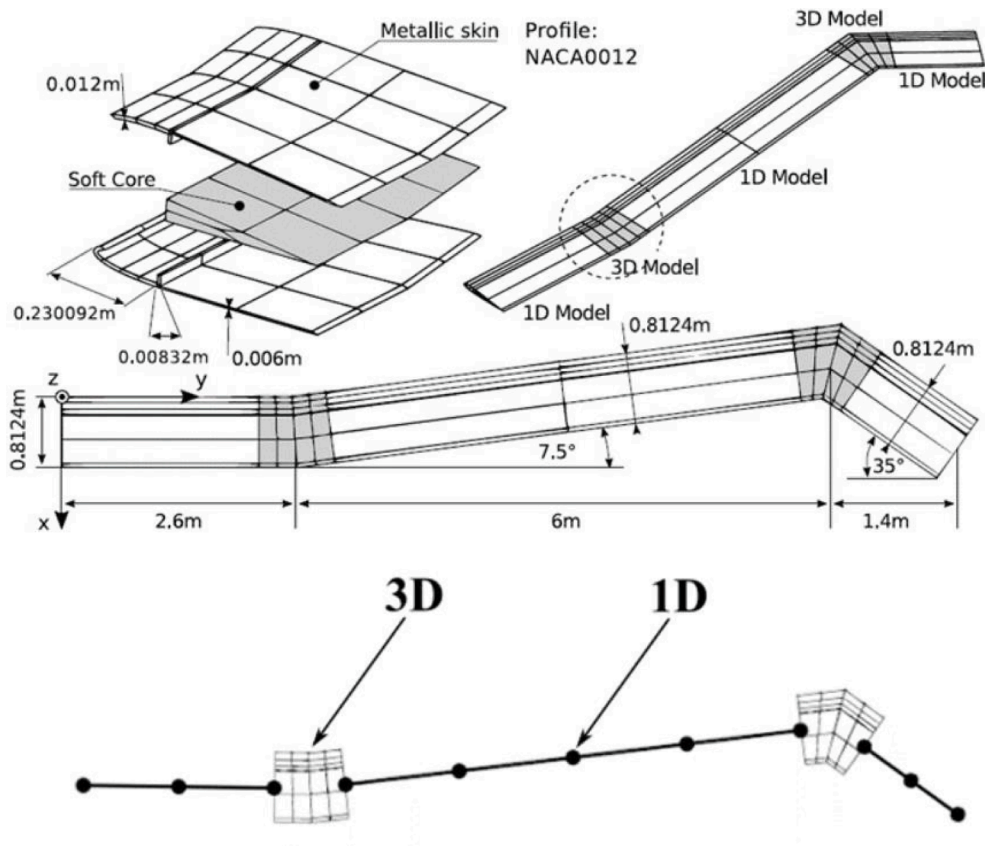 Metallic skin
Profile:
NACA0012
3D Model
1D Model
0.012m
Soft Core
1D Model
3D Model
1D Model
0.230092m
0.00832m
0.006m
0.8124m
0.8124m
z
y
0.8124m
7.5°
35°
x
2.6m
6m
1.4m
3D
1D